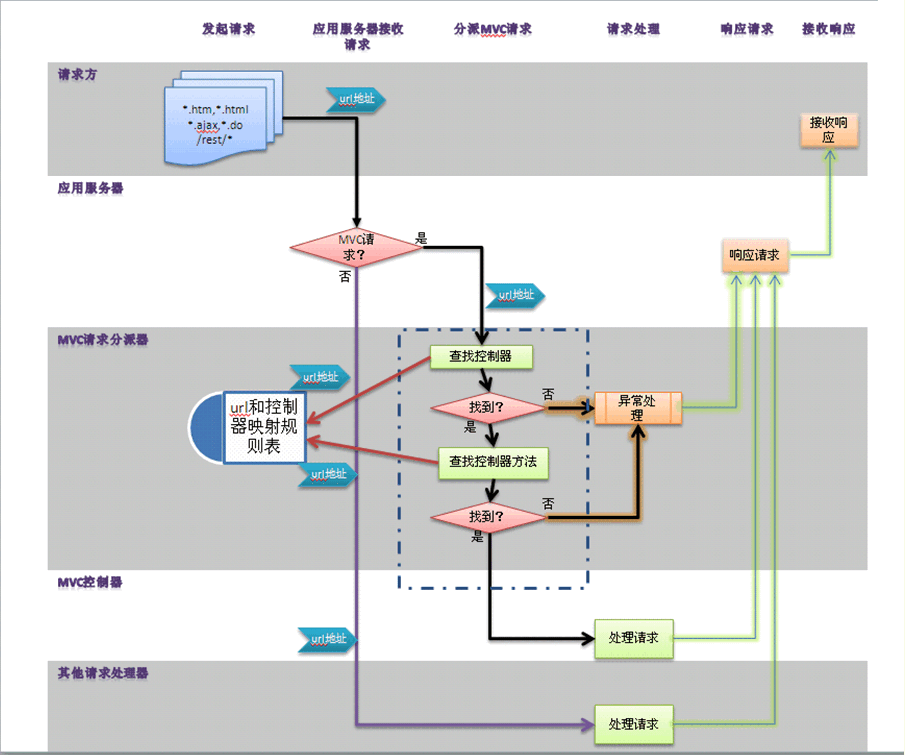 发起请求
应用服务器接收
请求
分派MVC请求
请求处理
响应请求
接收响应
请求方
*.htm,*.html
*.ajax,*.do
/rest/*
url地址
接收响
应
应用服务器
MVC请
求？
是
否
url地址
响应请求
MVC请求分派器
查找控制器
url地址
url和控制
器映射规
则表
找到？
否
是
异常处
理
查找控制器方法
url地址
找到？
否
是
MVC控制器
url地址
处理请求
其他请求处理器
处理请求